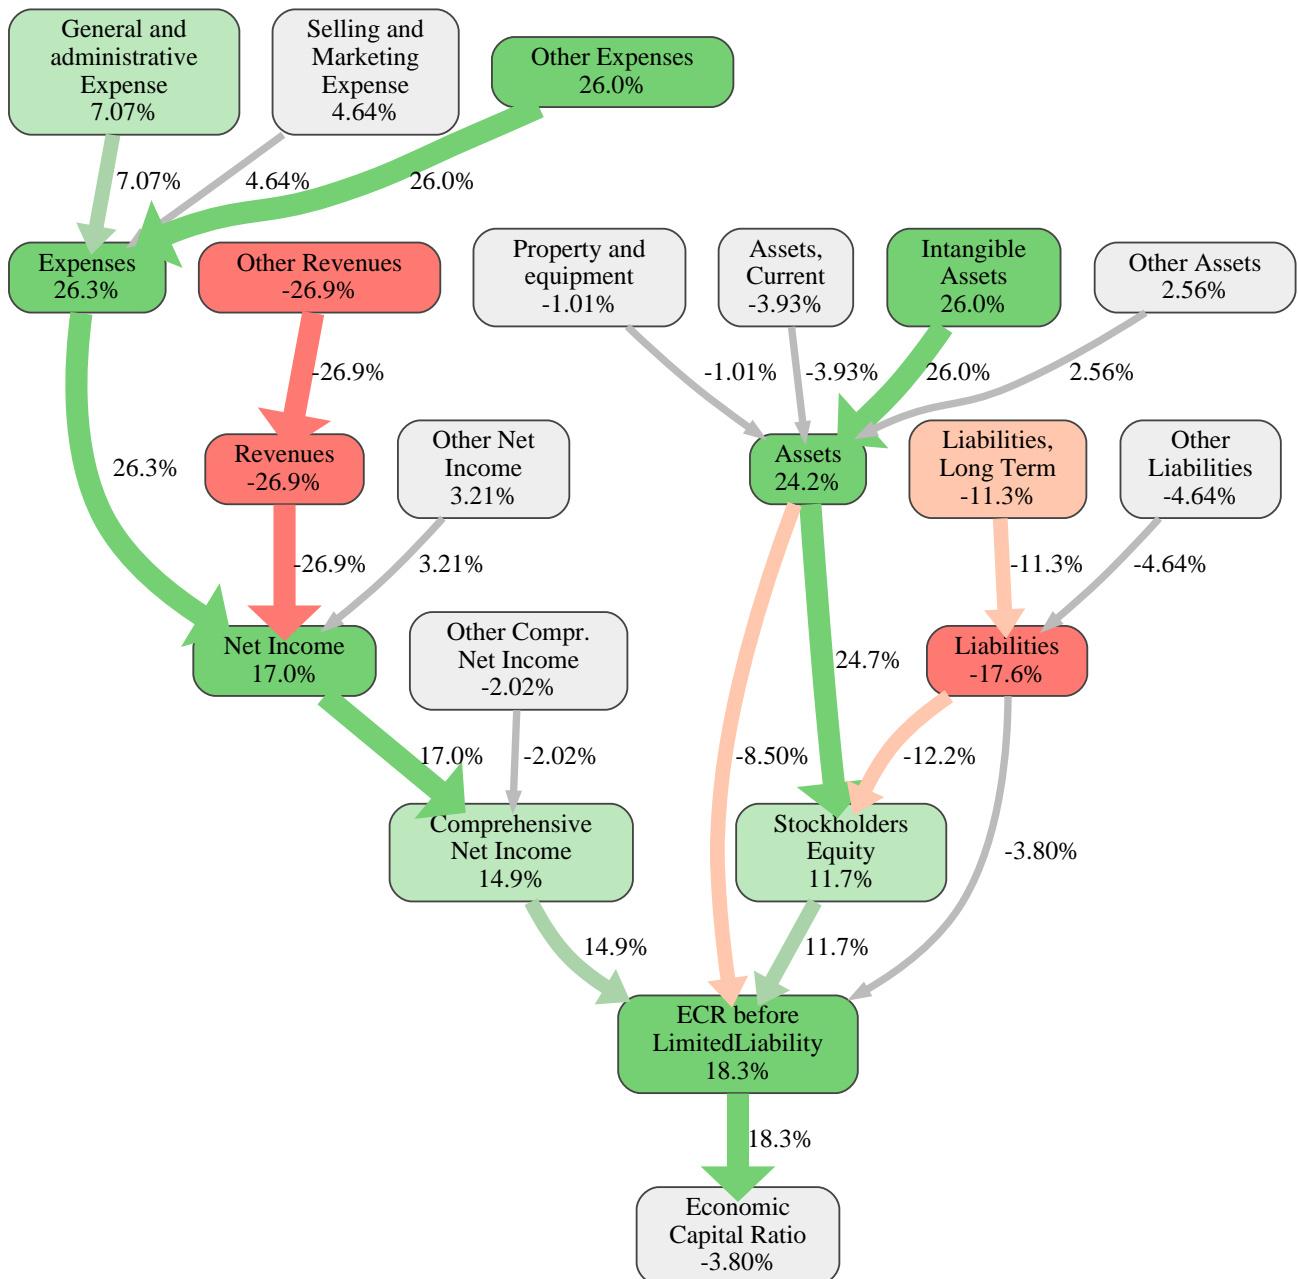 General and
administrative
Expense
7.07%
Selling and
Marketing
Expense
4.64%
Other Expenses
26.0%
7.07%
4.64%
26.0%
Expenses
26.3%
Other Revenues
-26.9%
Property and
equipment
-1.01%
Assets,
Current
-3.93%
Intangible
Assets
26.0%
Other Assets
2.56%
-26.9%
-1.01%
-3.93%
26.0%
2.56%
26.3%
Revenues
-26.9%
Other Net
Income
3.21%
Assets
24.2%
Liabilities,
Long Term
-11.3%
Other
Liabilities
-4.64%
-26.9%
3.21%
-11.3%
-4.64%
Net Income
17.0%
Other Compr.
Net Income
-2.02%
24.7%
Liabilities
-17.6%
17.0%
-2.02%
-8.50%
-12.2%
Comprehensive
Net Income
14.9%
Stockholders
Equity
11.7%
-3.80%
14.9%
11.7%
ECR before
LimitedLiability
18.3%
18.3%
Economic
Capital Ratio
-3.80%